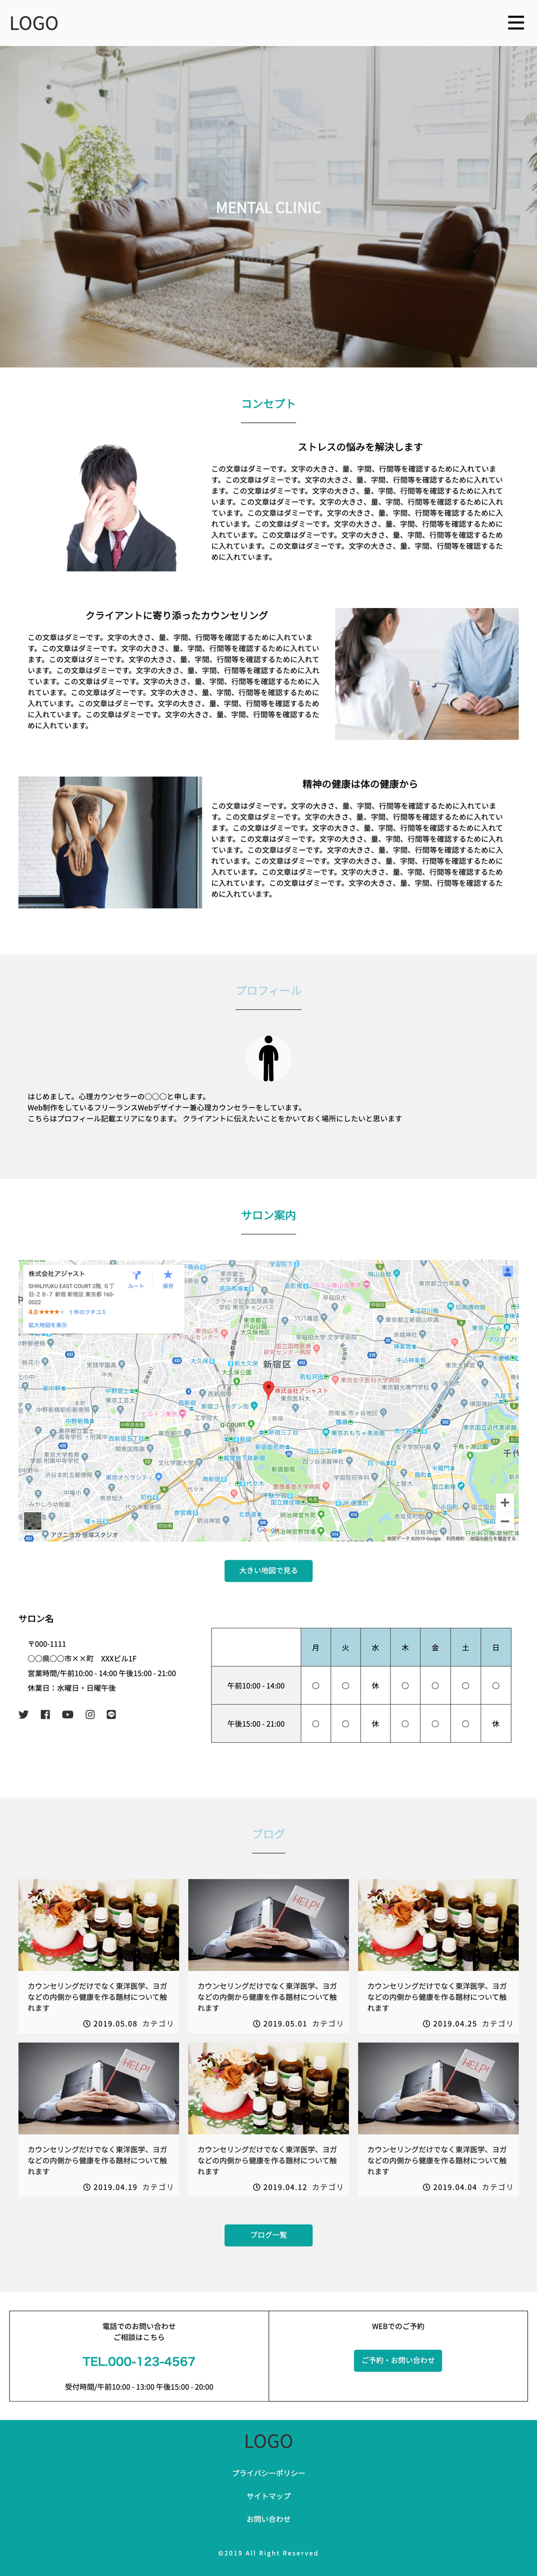 LOGO
MENTAL CLINIC
コンセプト
ストレスの悩みを解決します
この文章はダミーです。文字の大きさ、量、字間、行間等を確認するために入れていま
す。この文章はダミーです。文字の大きさ、量、字間、行間等を確認するために入れてい
ます。この文章はダミーです。文字の大きさ、量、字間、行間等を確認するために入れて
います。この文章はダミーです。文字の大きさ、量、字間、行間等を確認するために入れ
ています。この文章はダミーです。文字の大きさ、量、字間、行間等を確認するために入
れています。この文章はダミーです。文字の大きさ、量、字間、行間等を確認するために
入れています。この文章はダミーです。文字の大きさ、量、字間、行間等を確認するため
に入れています。この文章はダミーです。文字の大きさ、量、字間、行間等を確認するた
めに入れています。
クライアントに寄り添ったカウンセリング
この文章はダミーです。文字の大きさ、量、字間、行間等を確認するために入れていま
す。この文章はダミーです。文字の大きさ、量、字間、行間等を確認するために入れてい
ます。この文章はダミーです。文字の大きさ、量、字間、行間等を確認するために入れて
います。この文章はダミーです。文字の大きさ、量、字間、行間等を確認するために入れ
ています。この文章はダミーです。文字の大きさ、量、字間、行間等を確認するために入
れています。この文章はダミーです。文字の大きさ、量、字間、行間等を確認するために
入れています。この文章はダミーです。文字の大きさ、量、字間、行間等を確認するため
に入れています。この文章はダミーです。文字の大きさ、量、字間、行間等を確認するた
めに入れています。
精神の健康は体の健康から
この文章はダミーです。文字の大きさ、量、字間、行間等を確認するために入れていま
す。この文章はダミーです。文字の大きさ、量、字間、行間等を確認するために入れてい
ます。この文章はダミーです。文字の大きさ、量、字間、行間等を確認するために入れて
います。この文章はダミーです。文字の大きさ、量、字間、行間等を確認するために入れ
ています。この文章はダミーです。文字の大きさ、量、字間、行間等を確認するために入
れています。この文章はダミーです。文字の大きさ、量、字間、行間等を確認するために
入れています。この文章はダミーです。文字の大きさ、量、字間、行間等を確認するため
に入れています。この文章はダミーです。文字の大きさ、量、字間、行間等を確認するた
めに入れています。
プロフィール
はじめまして。心理カウンセラーの〇〇〇と申します。
Web制作をしているフリーランスWebデザイナー兼心理カウンセラーをしています。
こちらはプロフィール記載エリアになります。 クライアントに伝えたいことをかいておく場所にしたいと思います
サロン案内
株式会社アジャスト
ルート 保存
SHINJYUKU EAST COURT 2階, 6 丁
目-2 8-7 新宿 新宿区 東京都 160-
0022
4.0 1 件のクチコミ
拡大地図を表示
新宿区
株式会社アジャスト
Google
地図データ ©2019 Google 利用規約
大きい地図で見る
サロン名
〒000-1111
〇〇県〇〇市××町 XXXビル1F
営業時間/午前10:00 - 14:00 午後15:00 - 21:00
休業日：水曜日・日曜午後
月 火 水 木 金 土 日
午前10:00 - 14:00 〇 〇 休 〇 〇 〇 〇
午後15:00 - 21:00 〇 〇 休 〇 〇 〇 休
ブログ
カウンセリングだけでなく東洋医学、ヨガ
などの内側から健康を作る題材について触
れます
2019.05.08 カテゴリ
HELP!
カウンセリングだけでなく東洋医学、ヨガ
などの内側から健康を作る題材について触
れます
2019.05.01 カテゴリ
カウンセリングだけでなく東洋医学、ヨガ
などの内側から健康を作る題材について触
れます
2019.04.25 カテゴリ
HELP!
カウンセリングだけでなく東洋医学、ヨガ
などの内側から健康を作る題材について触
れます
2019.04.19 カテゴリ
カウンセリングだけでなく東洋医学、ヨガ
などの内側から健康を作る題材について触
れます
2019.04.12 カテゴリ
HELP!
カウンセリングだけでなく東洋医学、ヨガ
などの内側から健康を作る題材について触
れます
2019.04.04 カテゴリ
ブログ一覧
電話でのお問い合わせ
ご相談はこちら
TEL.000-123-4567
受付時間/午前10:00 - 13:00 午後15:00 - 20:00
WEBでのご予約
ご予約・お問い合わせ
LOGO
プライバシーポリシー
サイトマップ
お問い合わせ
©2019 All Right Reserved